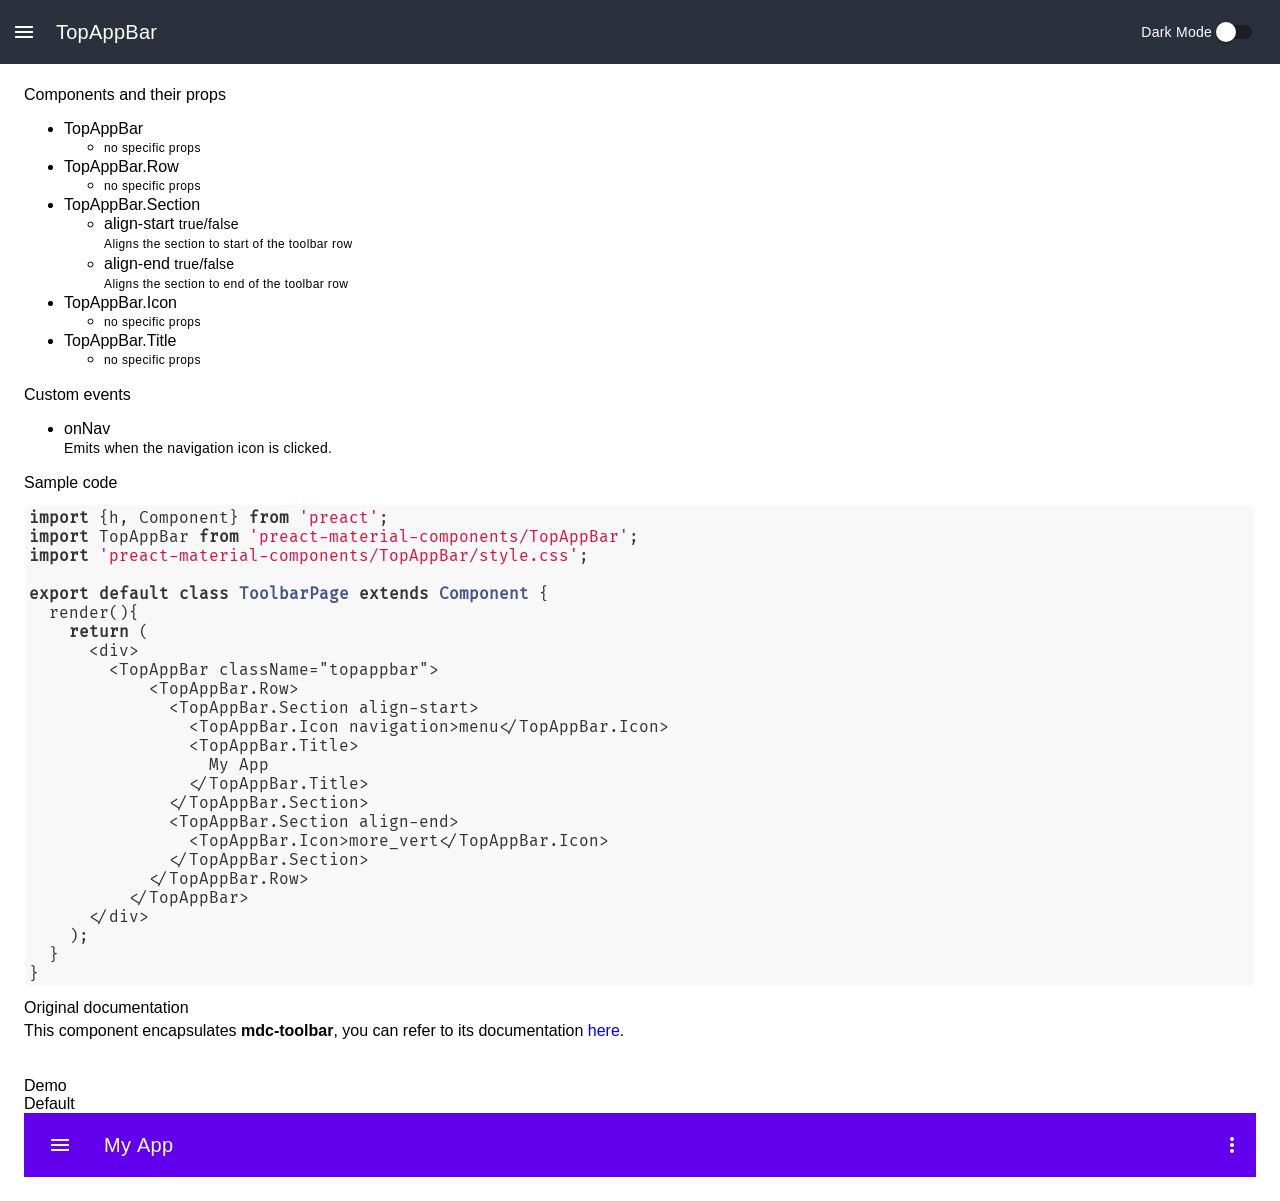 TopAppBar
Dark Mode
Components and their props
TopAppBar
no specific props
TopAppBar.Row
no specific props
TopAppBar.Section
align-start true/false
Aligns the section to start of the toolbar row
align-end true/false
Aligns the section to end of the toolbar row
TopAppBar.Icon
no specific props
TopAppBar.Title
no specific props
Custom events
onNav
Emits when the navigation icon is clicked.
Sample code
import {h, Component} from 'preact';
import TopAppBar from 'preact-material-components/TopAppBar';
import 'preact-material-components/TopAppBar/style.css';
export default class ToolbarPage extends Component {
  render(){
    return (
      <div>
        <TopAppBar className="topappbar">
            <TopAppBar.Row>
              <TopAppBar.Section align-start>
                <TopAppBar.Icon navigation>menu</TopAppBar.Icon>
                <TopAppBar.Title>
                  My App
                </TopAppBar.Title>
              </TopAppBar.Section>
              <TopAppBar.Section align-end>
                <TopAppBar.Icon>more_vert</TopAppBar.Icon>
              </TopAppBar.Section>
            </TopAppBar.Row>
          </TopAppBar>
      </div>
    );
  }
}
Original documentation
This component encapsulates mdc-toolbar, you can refer to its documentation here.
Demo
Default
My App